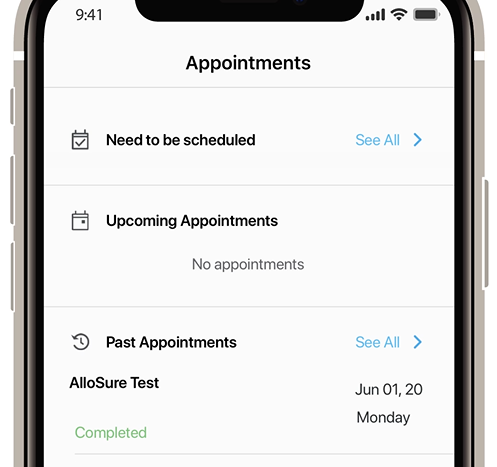 9:41
Appointments
Need to be scheduled See All
Upcoming Appointments
No appointments
Past Appointments See All
AlloSure Test
Jun 01, 20
Monday
Completed